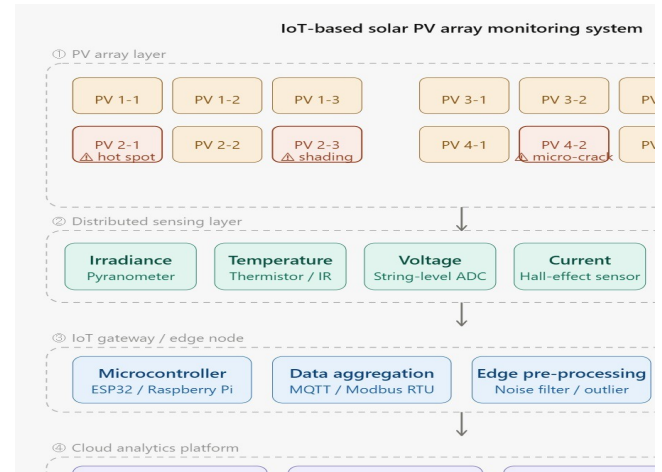 IoT-based solar PV array monitoring system
① PV array layer
PV 1-1 PV 1-2 PV 1-3 PV 3-1 PV 3-2 PV
PV 2-1 PV 2-2 PV 2-3 PV 4-1 PV 4-2 PV
⚠ hot spot ⚠ shading ⚠ micro-crack
② Distributed sensing layer
Irradiance Temperature Voltage Current
Pyranometer Thermistor / IR String-level ADC Hall-effect sensor
③ IoT gateway / edge node
Microcontroller Data aggregation Edge pre-processing
ESP32 / Raspberry Pi MQTT / Modbus RTU Noise filter / outlier
④ Cloud analytics platform